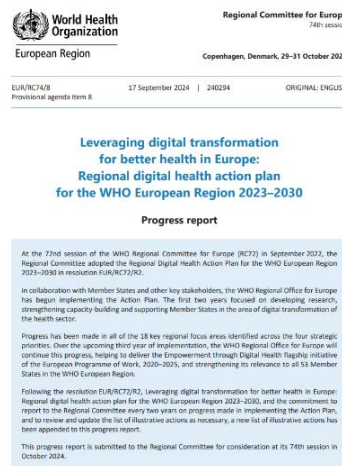 World Health
Organization
European Region
Regional Committee for Europ
74th sessio
Copenhagen, Denmark, 29–31 October 202
EUR/RC74/8
17 September 2024 | 240294
ORIGINAL: ENGLIS
Provisional agenda item 8
Leveraging digital transformation
for better health in Europe:
Regional digital health action plan
for the WHO European Region 2023–2030
Progress report
At the 72nd session of the WHO Regional Committee for Europe (RC72) in September 2022, the
Regional Committee adopted the Regional Digital Health Action Plan for the WHO European Region
2023–2030 in resolution EUR/RC72/R2.
In collaboration with Member States and other key stakeholders, the WHO Regional Office for Europe
has begun implementing the Action Plan. The first two years focused on developing research,
strengthening capacity-building and supporting Member States in the area of digital transformation of
the health sector.
Progress has been made in all of the 18 key regional focus areas identified across the four strategic
priorities. Over the upcoming third year of implementation, the WHO Regional Office for Europe will
continue this progress, helping to deliver the Empowerment through Digital Health flagship initiative
of the European Programme of Work, 2020–2025, and strengthening its relevance to all 53 Member
States in the WHO European Region.
Following the resolution EUR/RC72/R2, Leveraging digital transformation for better health in Europe:
Regional digital health action plan for the WHO European Region 2023–2030, and the commitment to
report to the Regional Committee every two years on progress made in implementing the Action Plan,
and to review and update the list of illustrative actions as necessary, a new list of illustrative actions has
been appended to this progress report.
This progress report is submitted to the Regional Committee for consideration at its 74th session in
October 2024.